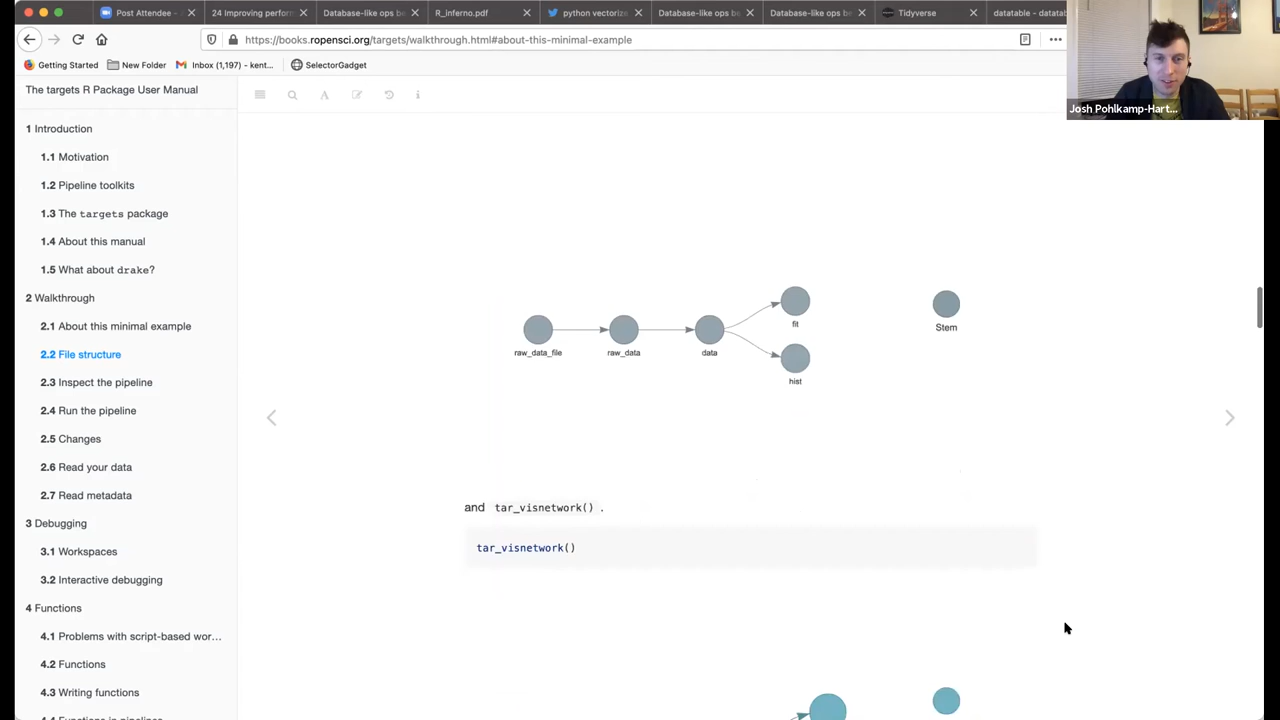 Post Attendee -
24 Improving perform
Database-like ops be
R_inferno.pdf
python vectorize
Database-like ops be
Database-like ops be
Tidyverse
datatable - datatab
https://books.ropensci.org/targets/walkthrough.html#about-this-minimal-example
Getting Started
New Folder
Inbox (1,197) - kent...
SelectorGadget
Josh Pohlkamp-Hart...
The targets R Package User Manual
1 Introduction
1.1 Motivation
1.2 Pipeline toolkits
1.3 The targets package
1.4 About this manual
1.5 What about drake?
2 Walkthrough
2.1 About this minimal example
2.2 File structure
2.3 Inspect the pipeline
2.4 Run the pipeline
2.5 Changes
2.6 Read your data
2.7 Read metadata
3 Debugging
3.1 Workspaces
3.2 Interactive debugging
4 Functions
4.1 Problems with script-based wor...
4.2 Functions
4.3 Writing functions
raw_data_file
raw_data
data
fit
hist
Stem
and tar_visnetwork() .
tar_visnetwork()